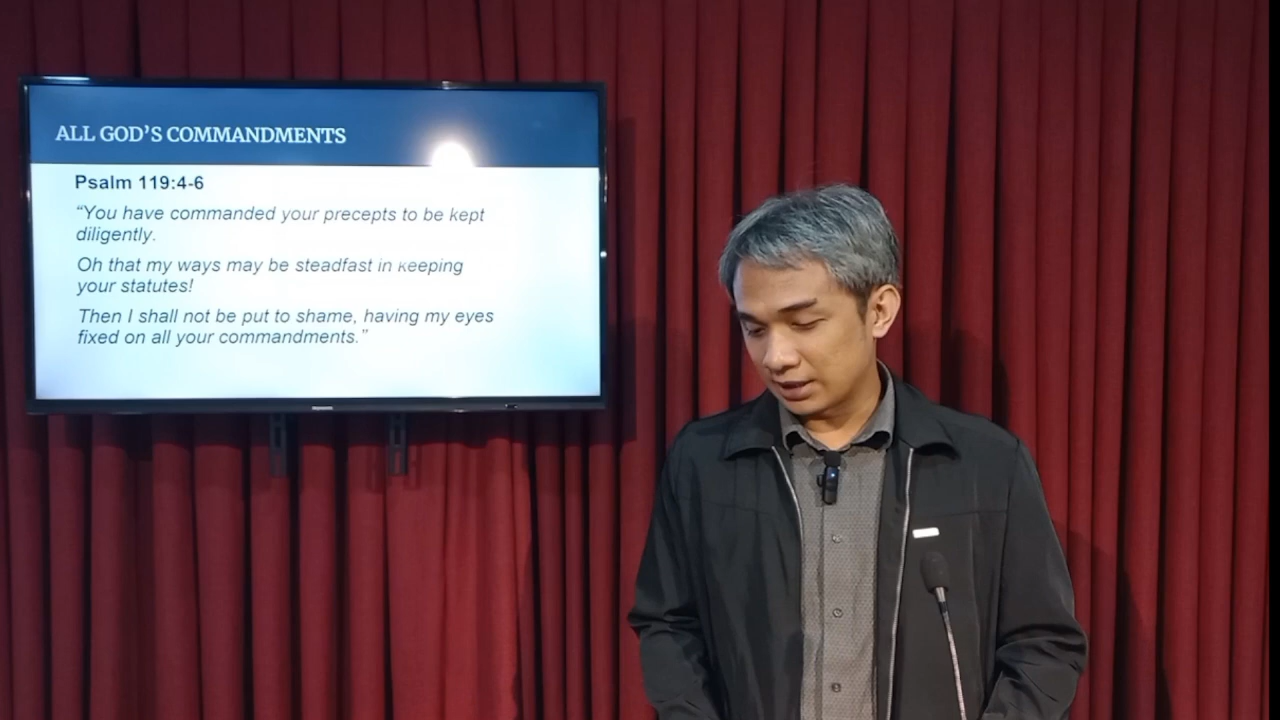 ALL GOD'S COMMANDMENTS
Psalm 119:4-6
“You have commanded your precepts to be kept
diligently.
Oh that my ways may be steadfast in keeping
your statutes!
Then I shall not be put to shame, having my eyes
fixed on all your commandments.”